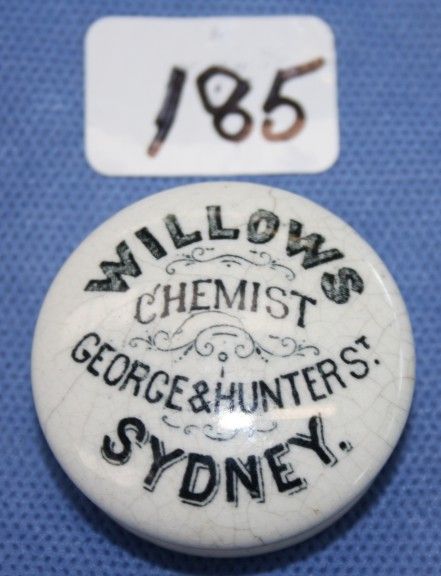 185
WILLOWS
CHEMIST
GEORGE & HUNTER ST.
SYDNEY.